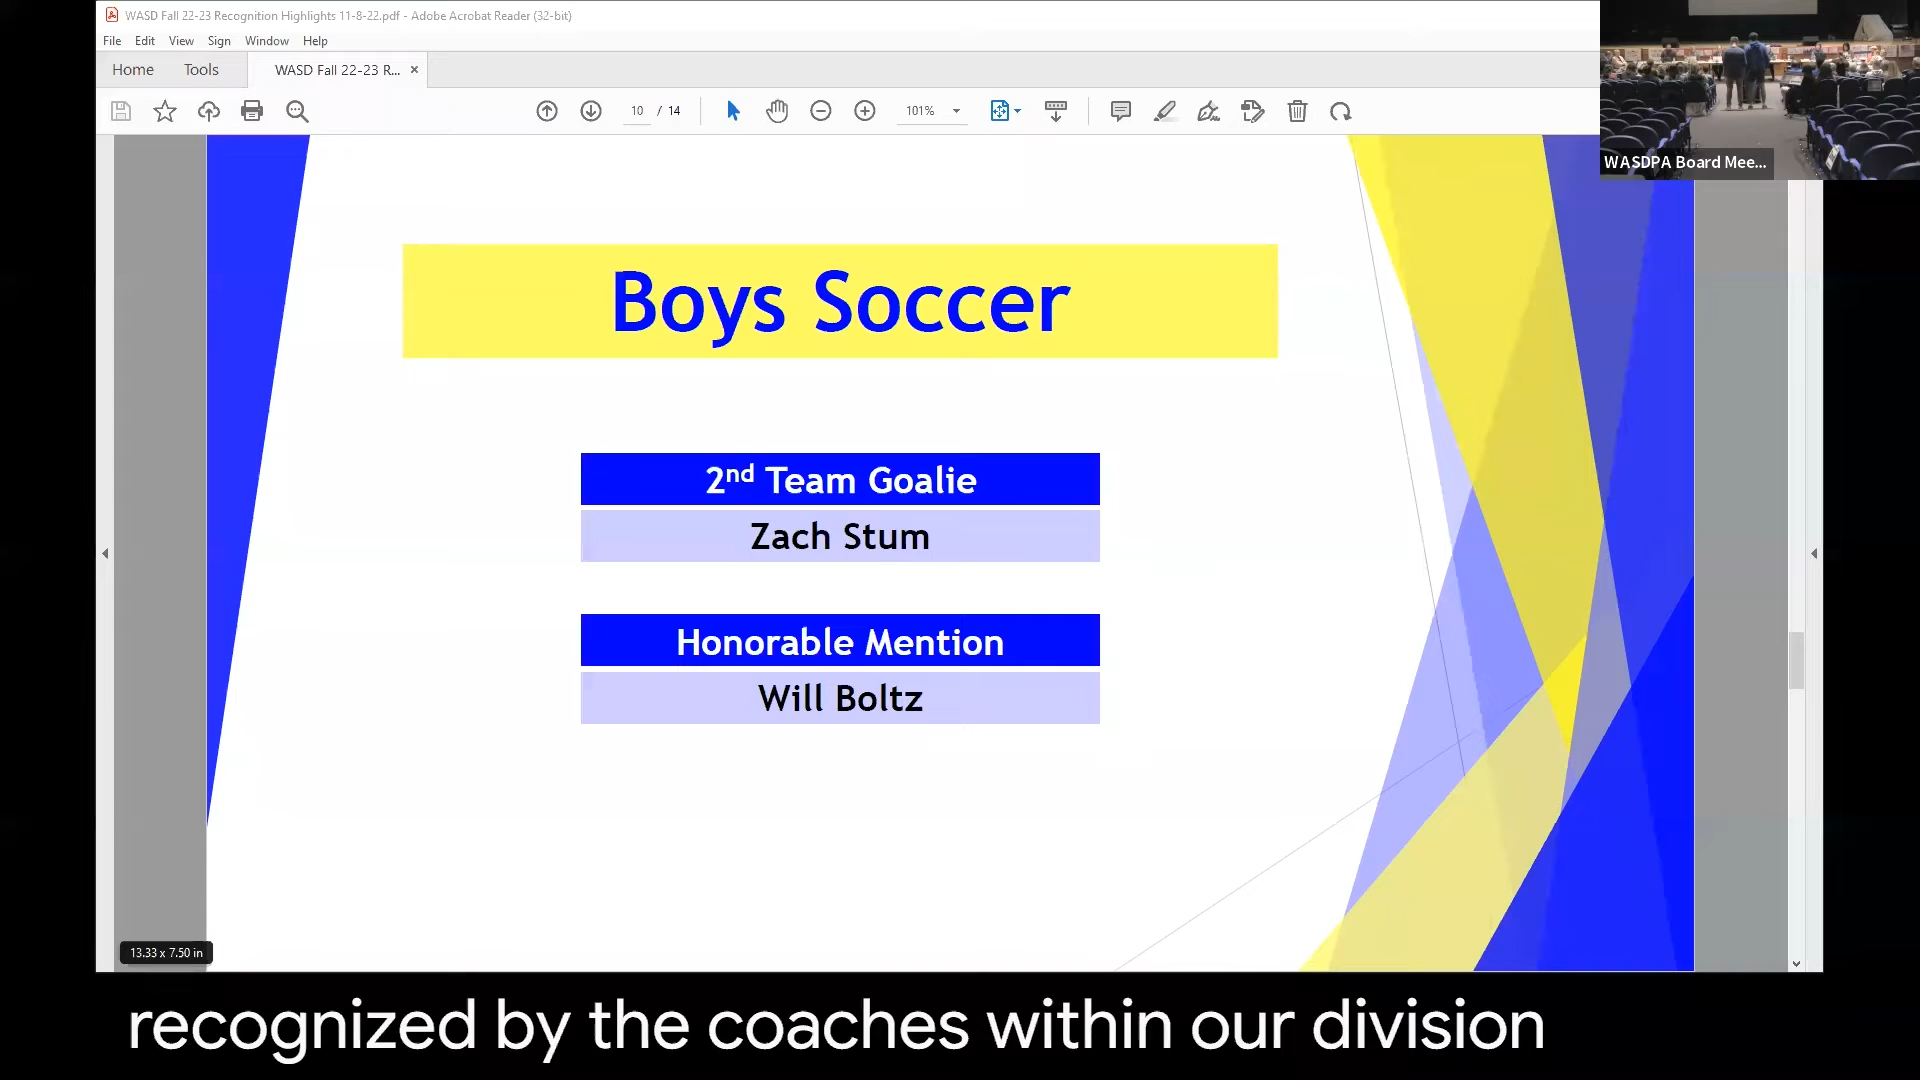 WASD Fall 22-23 Recognition Highlights 11-8-22.pdf - Adobe Acrobat Reader (32-bit)
File Edit View Sign Window Help
Home Tools WASD Fall 22-23 R... ×
10 / 14 101%
WASDPA Board Mee...
Boys Soccer
2nd Team Goalie
Zach Stum
Honorable Mention
Will Boltz
13.33 x 7.50 in
recognized by the coaches within our division